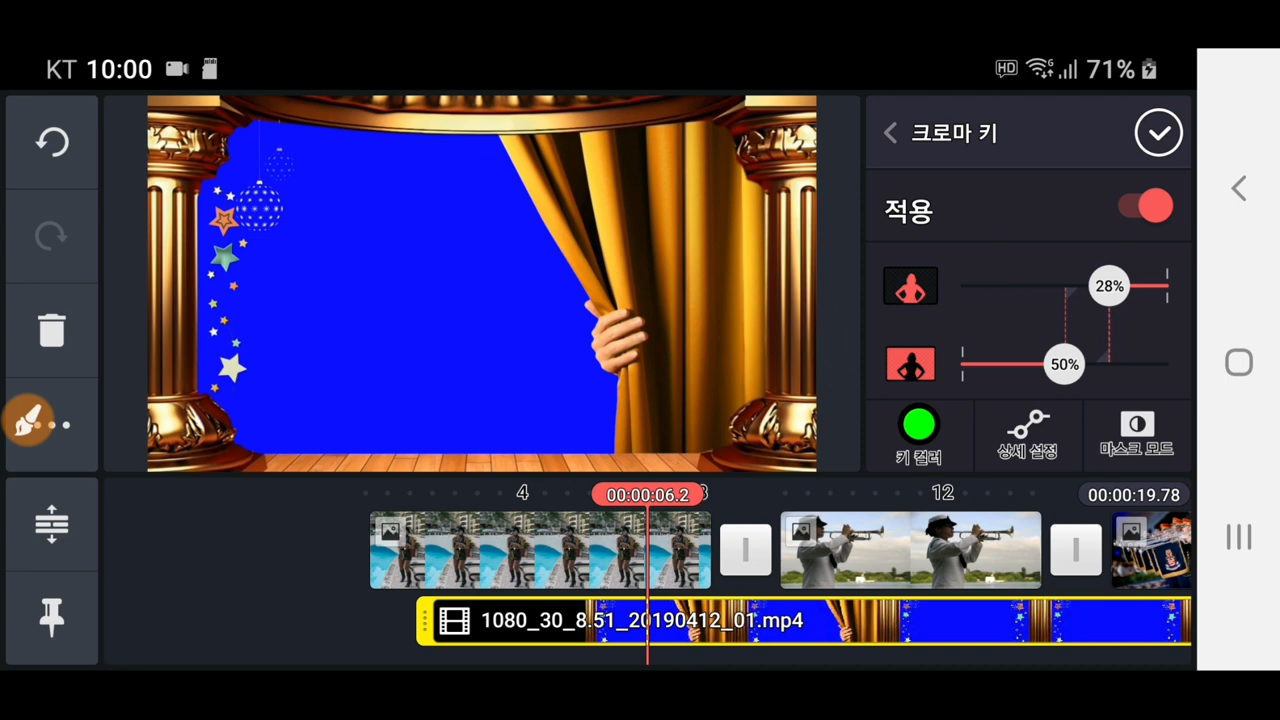 KT 10:00
HD 6 71%
크로마 키
적용
28%
50%
키 컬러
상세 설정
마스크 모드
4 00:00:06.2 8 12 00:00:19.78
1080_30_8.51_20190412_01.mp4